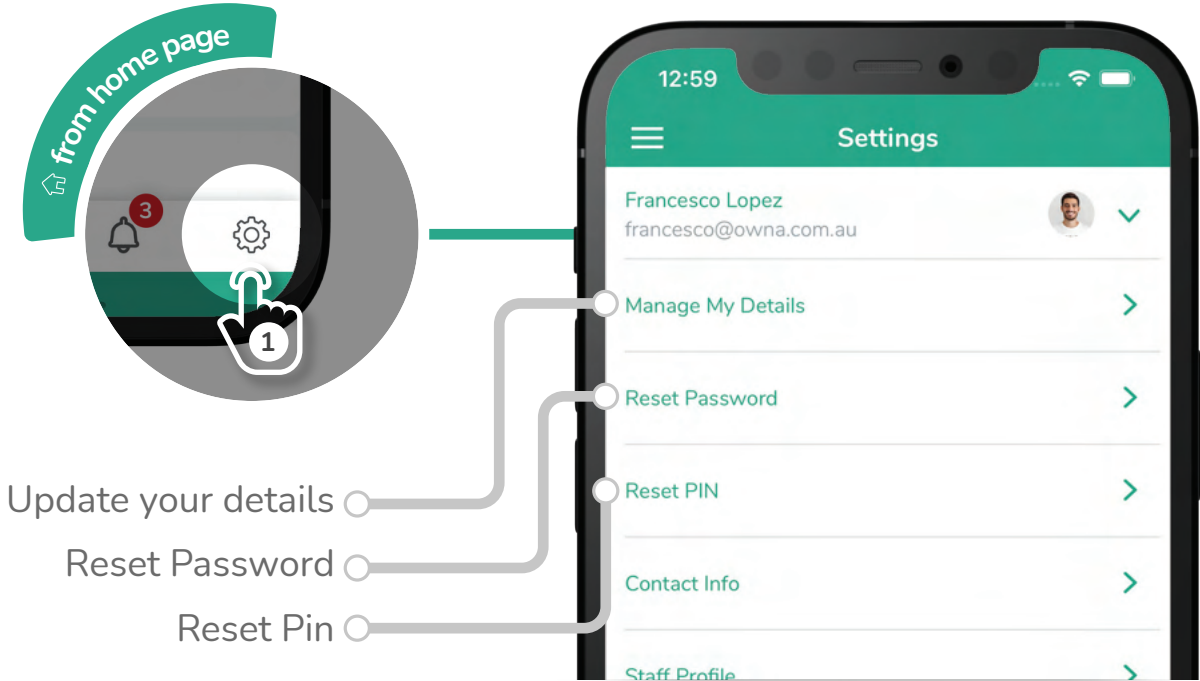 from home page
3
1
Update your details
Reset Password
Reset Pin
12:59
Settings
Francesco Lopez
francesco@owna.com.au
Manage My Details
Reset Password
Reset PIN
Contact Info
Staff Profile